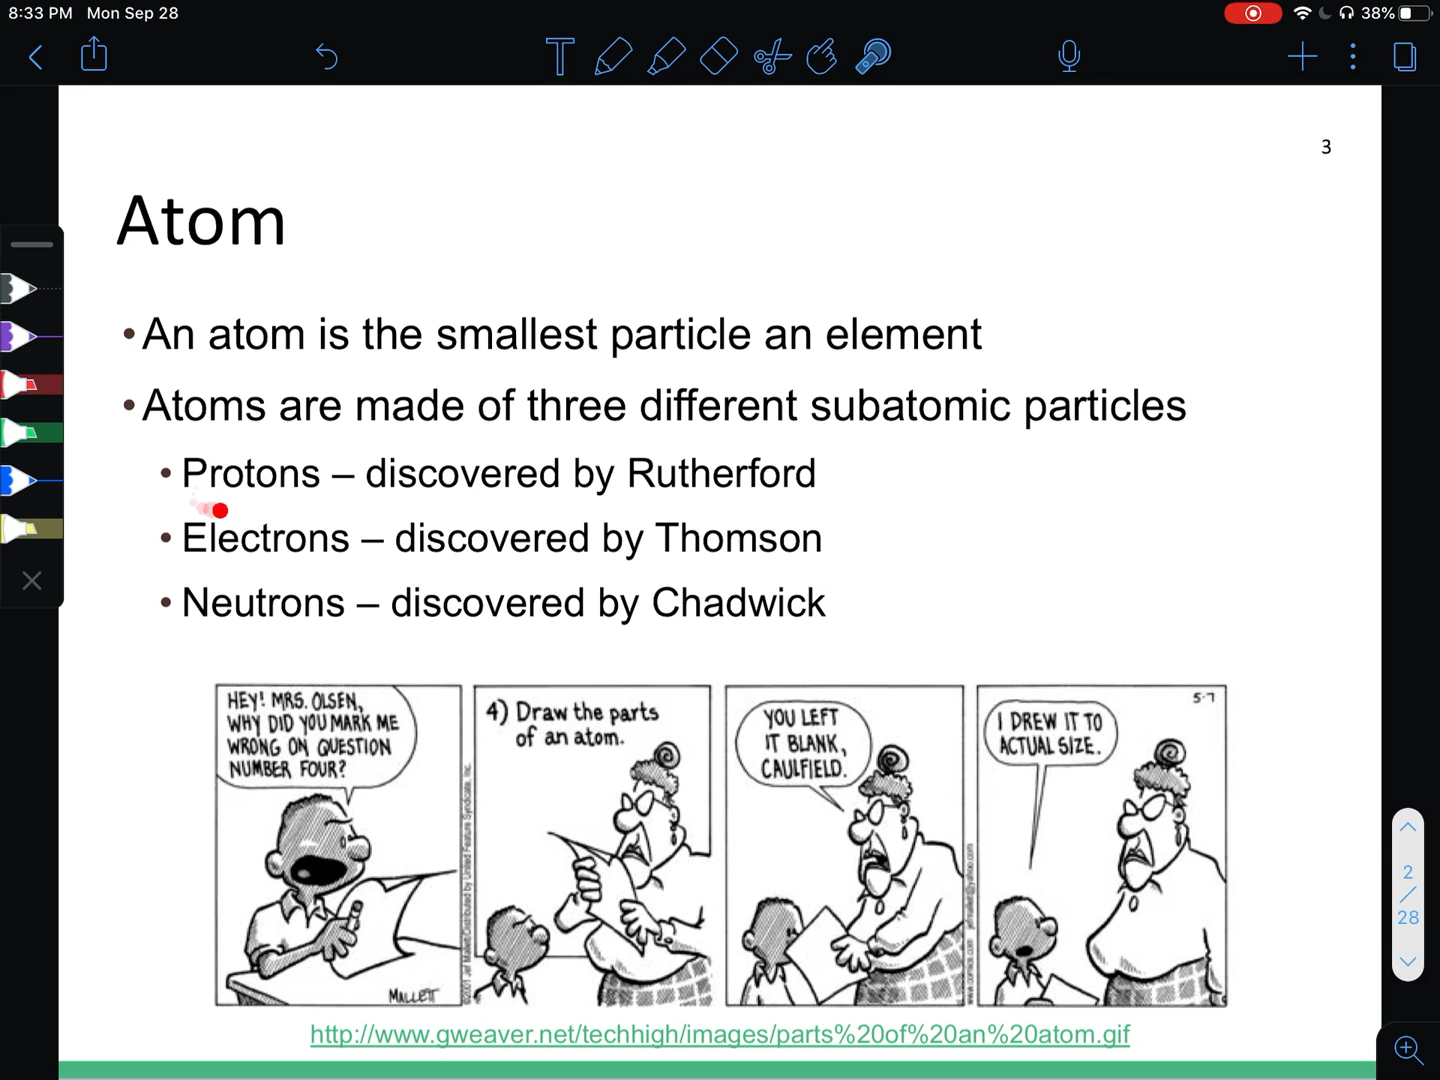 8:33 PM Mon Sep 28
38%
3
Atom
•An atom is the smallest particle an element
•Atoms are made of three different subatomic particles
• Protons – discovered by Rutherford
• Electrons – discovered by Thomson
• Neutrons – discovered by Chadwick
HEY! MRS. OLSEN,
WHY DID YOU MARK ME
WRONG ON QUESTION
NUMBER FOUR?
MALLETT
©2001 Jef Mallett/Distributed by United Feature Syndicate, Inc.
4) Draw the parts
of an atom.
YOU LEFT
IT BLANK,
CAULFIELD.
www.comics.com
5-7
I DREW IT TO
ACTUAL SIZE.
http://www.gweaver.net/techhigh/images/parts%20of%20an%20atom.gif
2
/
28